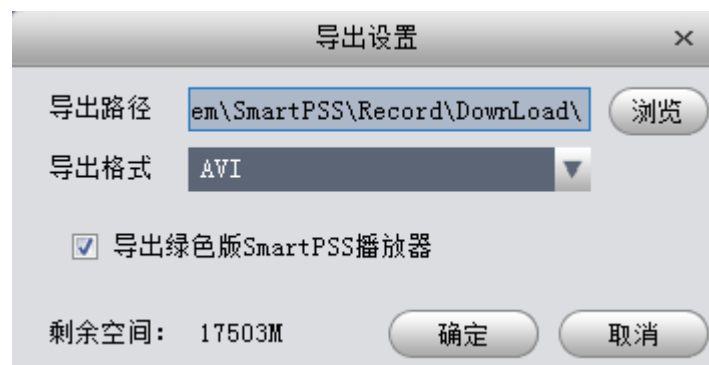 导出设置
导出路径 em\SmartPSS\Record\DownLoad\ 浏览
导出格式 AVI
导出绿色版SmartPSS播放器
剩余空间: 17503M 确定 取消